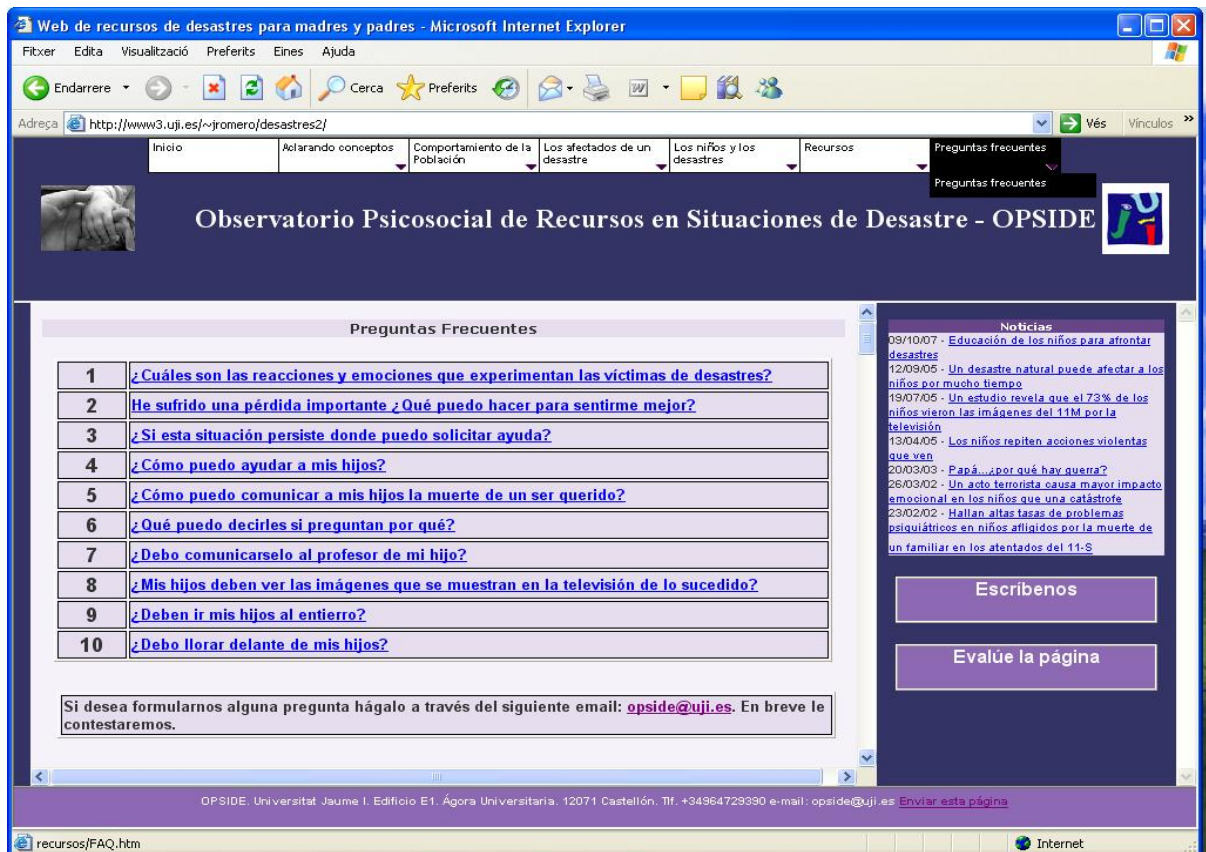 Web de recursos de desastres para madres y padres - Microsoft Internet Explorer
Fitxer Edita Visualització Preferits Eines Ajuda
Endarrere Cerca Preferits
Adreça http://www3.uji.es/~jromero/desastres2/ Vés Vínculos »
Inicio
Aclarando conceptos
Comportamiento de la
Población
Los afectados de un
desastre
Los niños y los
desastres
Recursos
Preguntas frecuentes
Preguntas frecuentes
Observatorio Psicosocial de Recursos en Situaciones de Desastre - OPSIDE
Preguntas Frecuentes
1 ¿Cuáles son las reacciones y emociones que experimentan las víctimas de desastres?
2 He sufrido una pérdida importante ¿Qué puedo hacer para sentirme mejor?
3 ¿Si esta situación persiste donde puedo solicitar ayuda?
4 ¿Cómo puedo ayudar a mis hijos?
5 ¿Cómo puedo comunicar a mis hijos la muerte de un ser querido?
6 ¿Qué puedo decirles si preguntan por qué?
7 ¿Debo comunicarselo al profesor de mi hijo?
8 ¿Mis hijos deben ver las imágenes que se muestran en la televisión de lo sucedido?
9 ¿Deben ir mis hijos al entierro?
10 ¿Debo llorar delante de mis hijos?
Si desea formularnos alguna pregunta hágalo a través del siguiente email: opside@uji.es. En breve le
contestaremos.
Noticias
09/10/07 - Educación de los niños para afrontar
desastres
12/09/05 - Un desastre natural puede afectar a los
niños por mucho tiempo
19/07/05 - Un estudio revela que el 73% de los
niños vieron las imágenes del 11M por la
televisión
13/04/05 - Los niños repiten acciones violentas
que ven
20/03/03 - Papá...¿por qué hay guerra?
26/03/02 - Un acto terrorista causa mayor impacto
emocional en los niños que una catástrofe
23/02/02 - Hallan altas tasas de problemas
psiquiátricos en niños afligidos por la muerte de
un familiar en los atentados del 11-S
Escríbenos
Evalúe la página
OPSIDE. Universitat Jaume I. Edificio E1. Ágora Universitaria. 12071 Castellón. Tlf. +34964729390 e-mail: opside@uji.es Enviar esta página
recursos/FAQ.htm Internet